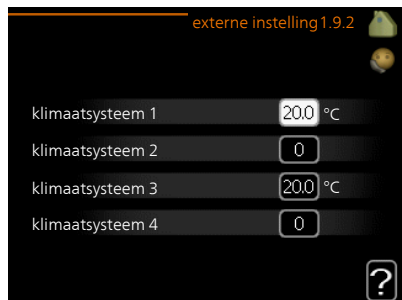 externe instelling 1.9.2
klimaatsysteem 1 20.0 °C
klimaatsysteem 2 0
klimaatsysteem 3 20.0 °C
klimaatsysteem 4 0
?